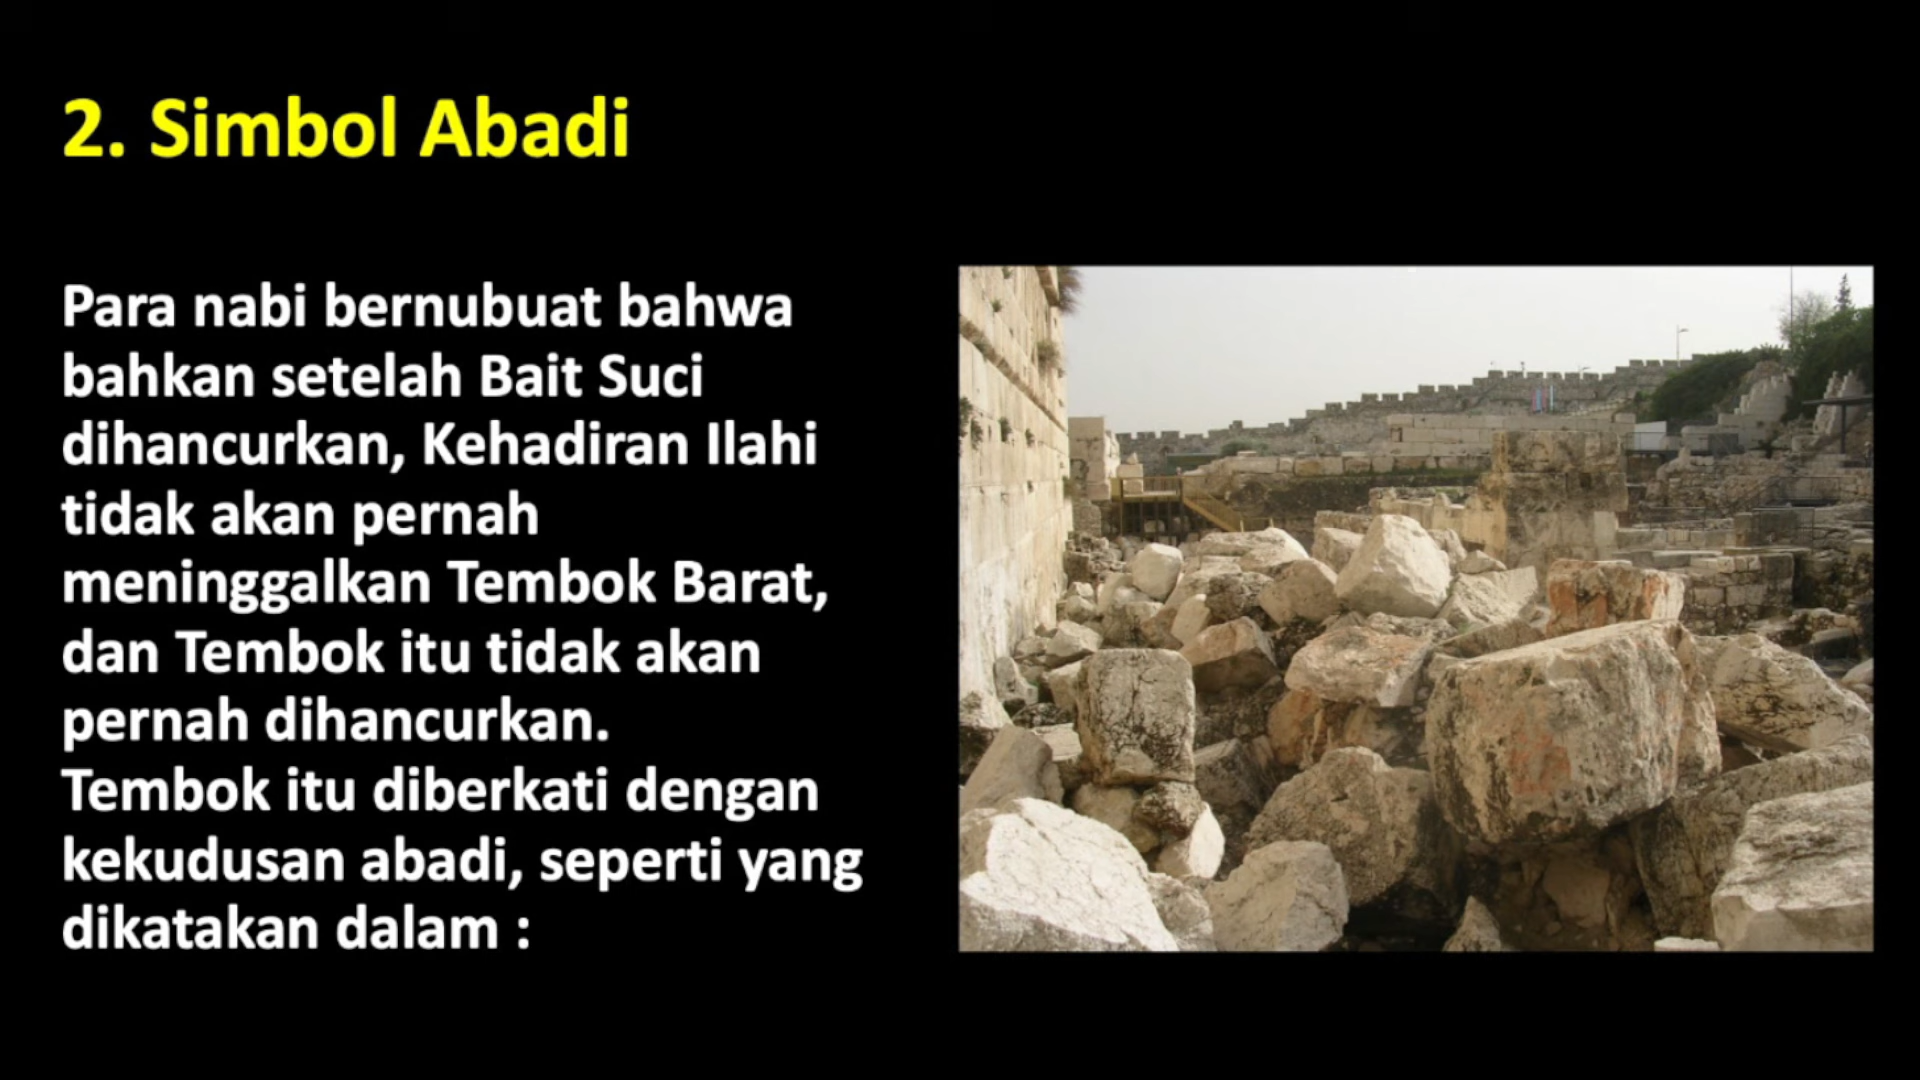 2. Simbol Abadi
Para nabi bernubuat bahwa
bahkan setelah Bait Suci
dihancurkan, Kehadiran Ilahi
tidak akan pernah
meninggalkan Tembok Barat,
dan Tembok itu tidak akan
pernah dihancurkan.
Tembok itu diberkati dengan
kekudusan abadi, seperti yang
dikatakan dalam :